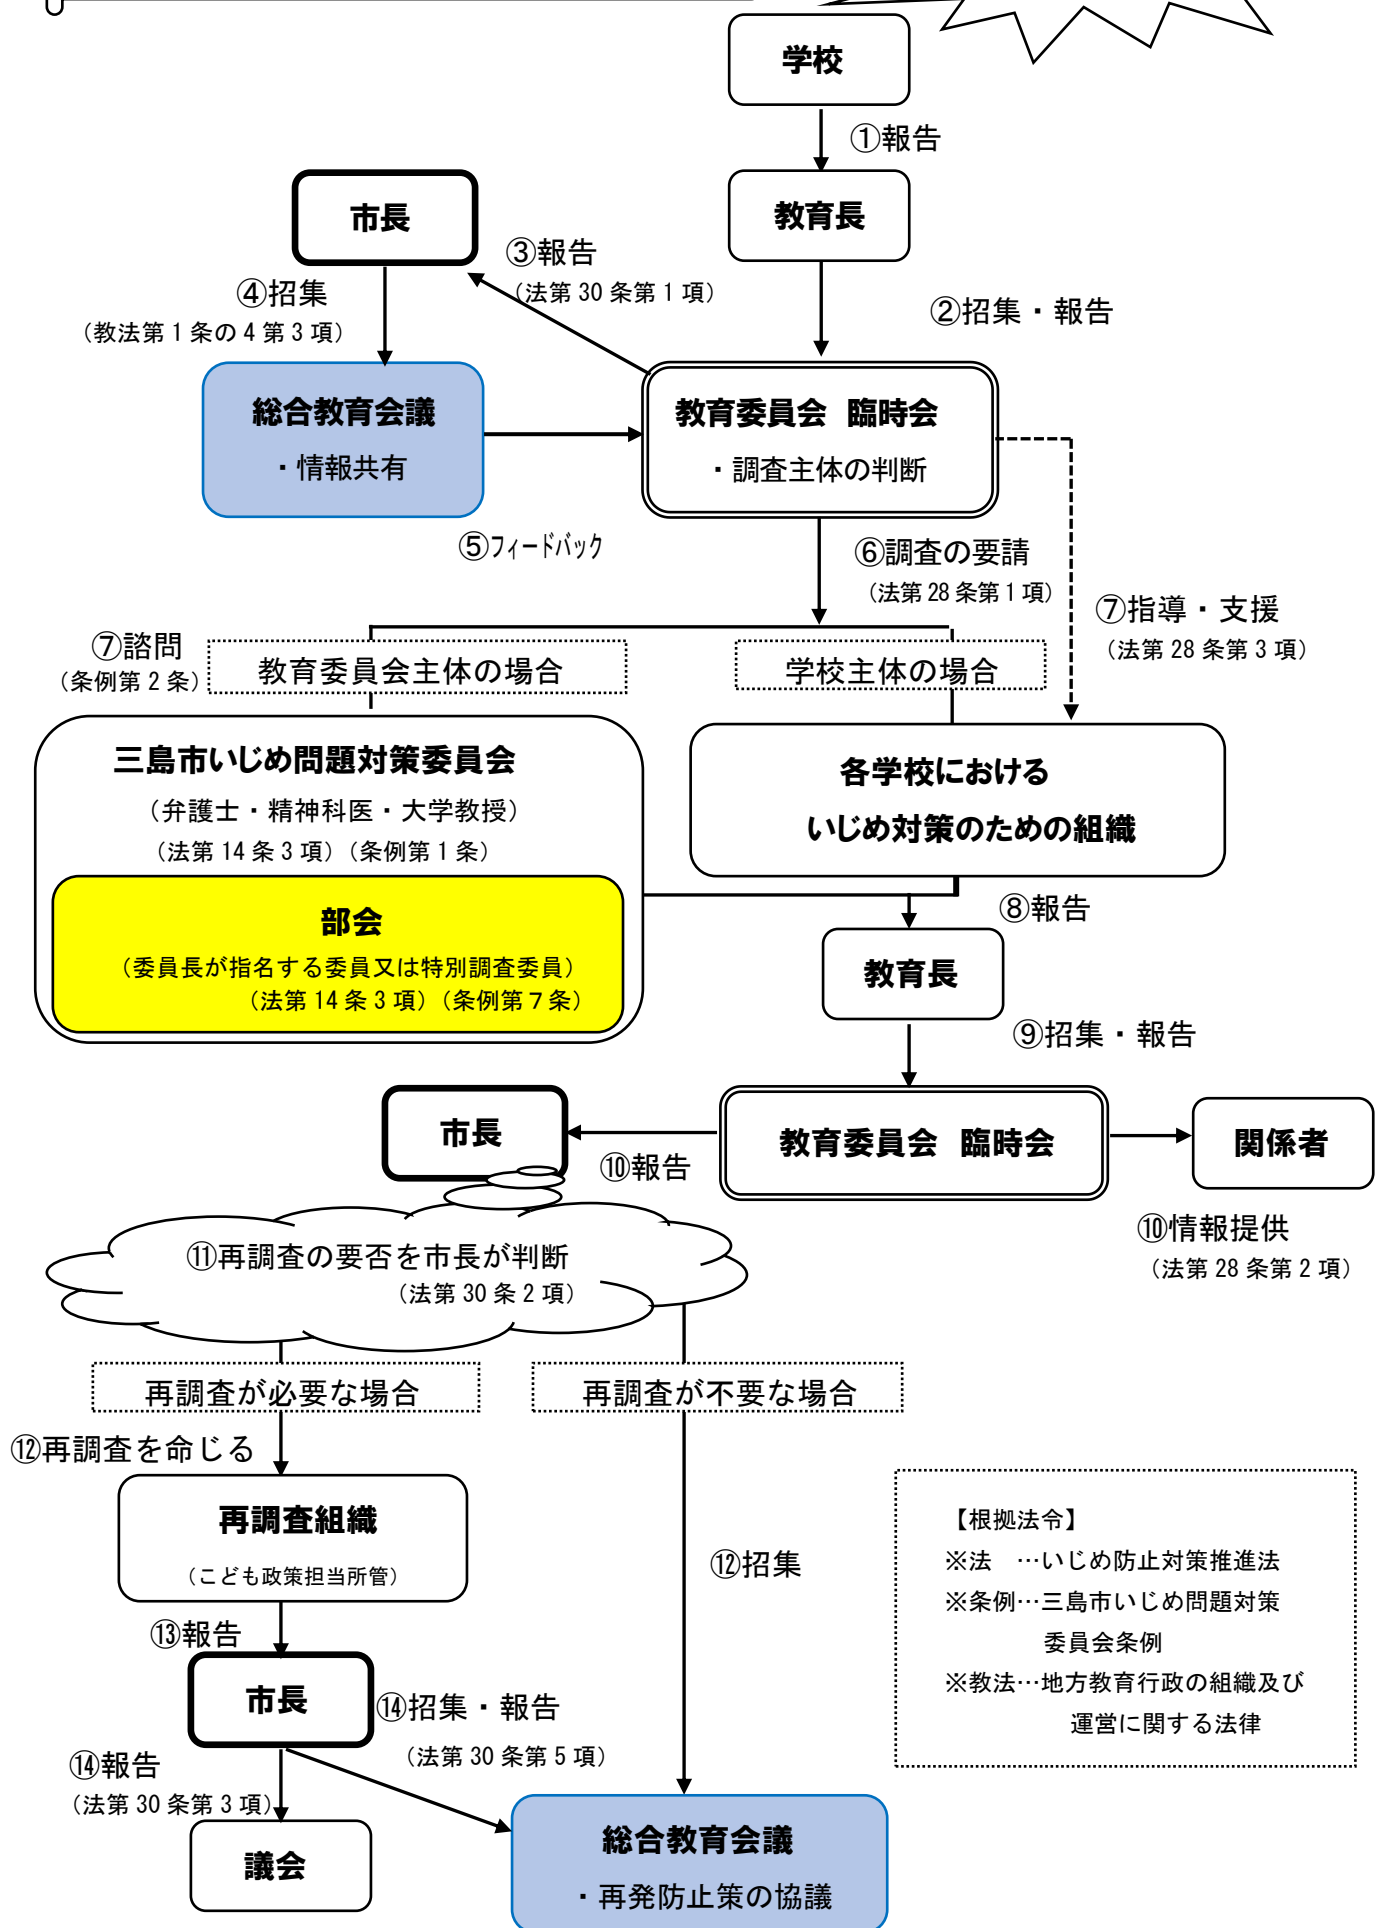 学校
①報告
市長
教育長
③報告
（法第30条第1項）
④招集
（教法第1条の4第3項）
②招集・報告
総合教育会議
・情報共有
教育委員会　臨時会
・調査主体の判断
⑤フィードバック
⑥調査の要請
（法第28条第1項）
⑦指導・支援
（法第28条第3項）
⑦諮問
（条例第2条）
教育委員会主体の場合
学校主体の場合
三島市いじめ問題対策委員会
（弁護士・精神科医・大学教授）
（法第14条3項）（条例第1条）
各学校における
いじめ対策のための組織
部会
（委員長が指名する委員又は特別調査委員）
（法第14条3項）（条例第７条）
⑧報告
教育長
⑨招集・報告
市長
⑩報告
教育委員会　臨時会
関係者
⑩情報提供
（法第28条第2項）
⑪再調査の要否を市長が判断
（法第30条2項）
再調査が必要な場合
再調査が不要な場合
⑫再調査を命じる
再調査組織
（こども政策担当所管）
⑫招集
⑬報告
市長
⑭招集・報告
（法第30条第5項）
⑭報告
（法第30条第3項）
議会
総合教育会議
・再発防止策の協議
【根拠法令】
※法　…いじめ防止対策推進法
※条例…三島市いじめ問題対策
委員会条例
※教法…地方教育行政の組織及び
運営に関する法律